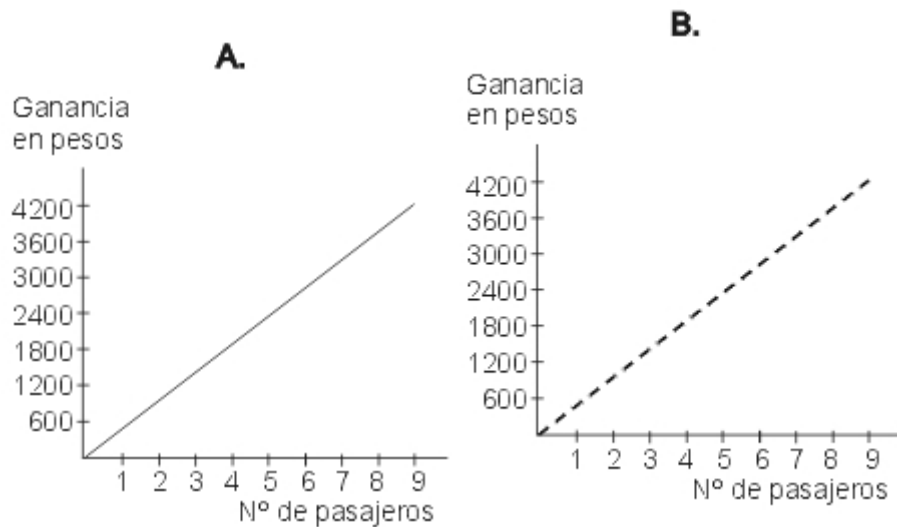 A.
Ganancia
en pesos
4200
3600
3000
2400
1800
1200
600
1 2 3 4 5 6 7 8 9
Nº de pasajeros
B.
Ganancia
en pesos
4200
3600
3000
2400
1800
1200
600
1 2 3 4 5 6 7 8 9
Nº de pasajeros